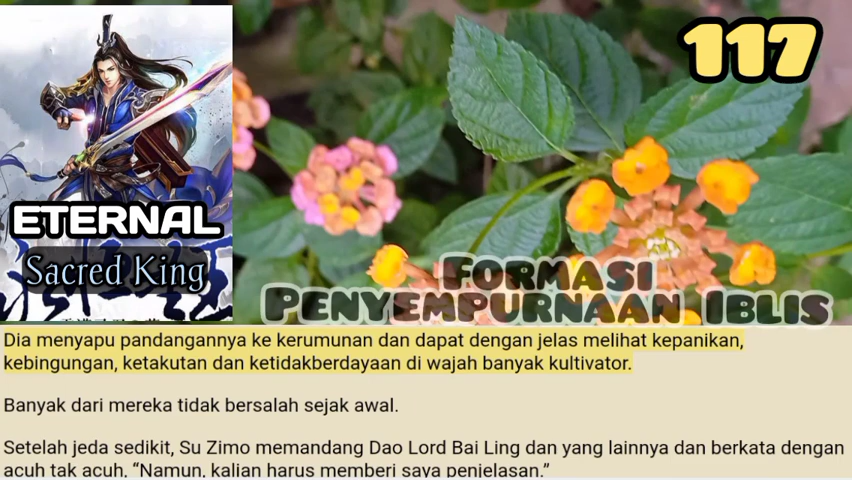 117
ETERNAL
Sacred King
FORMASI
PENYEMPURNAAN IBLIS
Dia menyapu pandangannya ke kerumunan dan dapat dengan jelas melihat kepanikan,
kebingungan, ketakutan dan ketidakberdayaan di wajah banyak kultivator.
Banyak dari mereka tidak bersalah sejak awal.
Setelah jeda sedikit, Su Zimo memandang Dao Lord Bai Ling dan yang lainnya dan berkata dengan
acuh tak acuh, “Namun, kalian harus memberi saya penjelasan.”